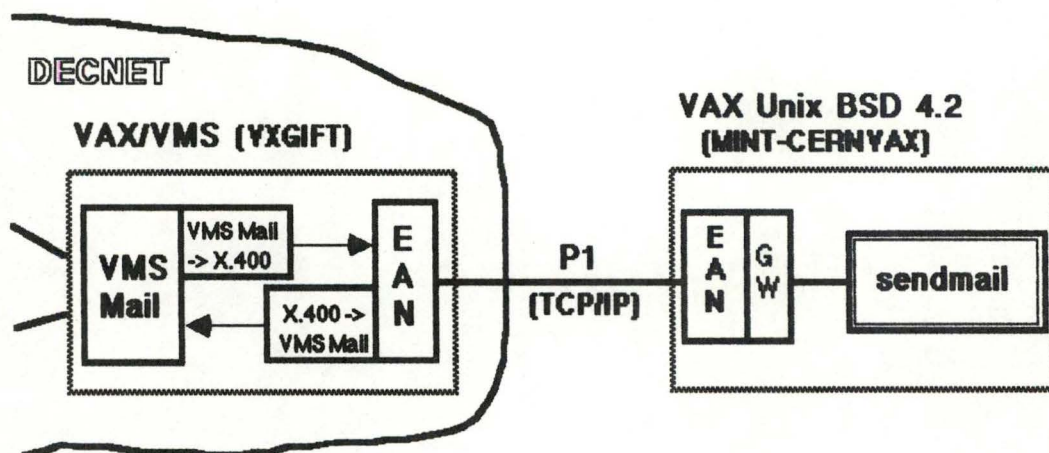 DECNET
VAX/VMS (VXGIFT)
VMS
Mail
VMS Mail
-> X.400
X.400 ->
VMS Mail
E
A
N
P1
(TCP/IP)
VAX Unix BSD 4.2
(MINT-CERNVAX)
E
A
N
G
W
sendmail